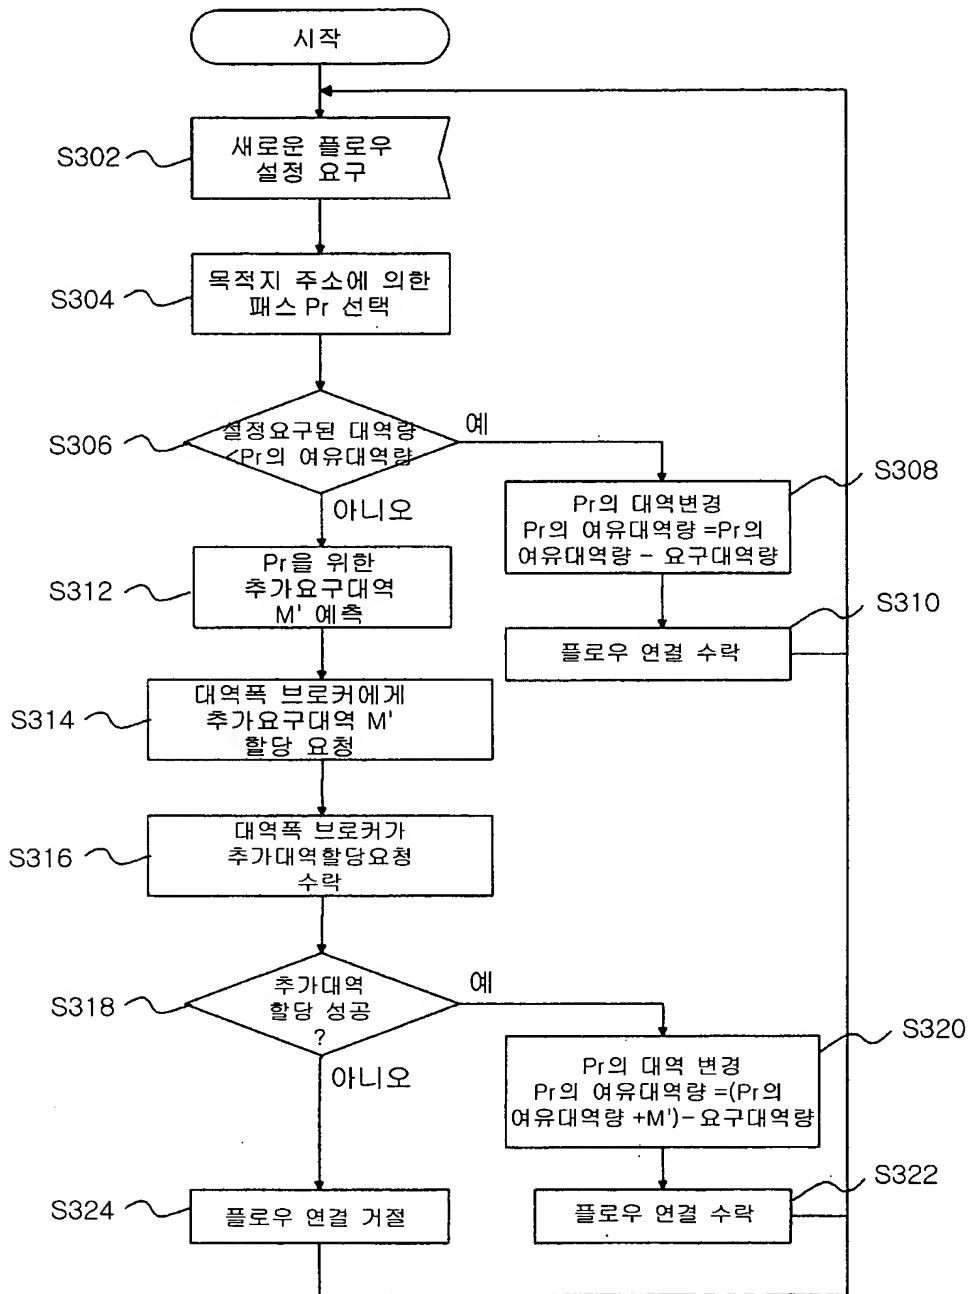 시작
S302
새로운 플로우
설정 요구
S304
목적지 주소에 의한
패스 Pr 선택
S306
설정요구된 대역량
<Pr의 여유대역량
예
아니오
S308
Pr의 대역변경
Pr의 여유대역량 =Pr의
여유대역량 - 요구대역량
S310
플로우 연결 수락
S312
Pr을 위한
추가요구대역
M' 예측
S314
대역폭 브로커에게
추가요구대역 M'
할당 요청
S316
대역폭 브로커가
추가대역할당요청
수락
S318
추가대역
할당 성공
?
예
아니오
S320
Pr의 대역 변경
Pr의 여유대역량 =(Pr의
여유대역량 +M')-요구대역량
S322
플로우 연결 수락
S324
플로우 연결 거절